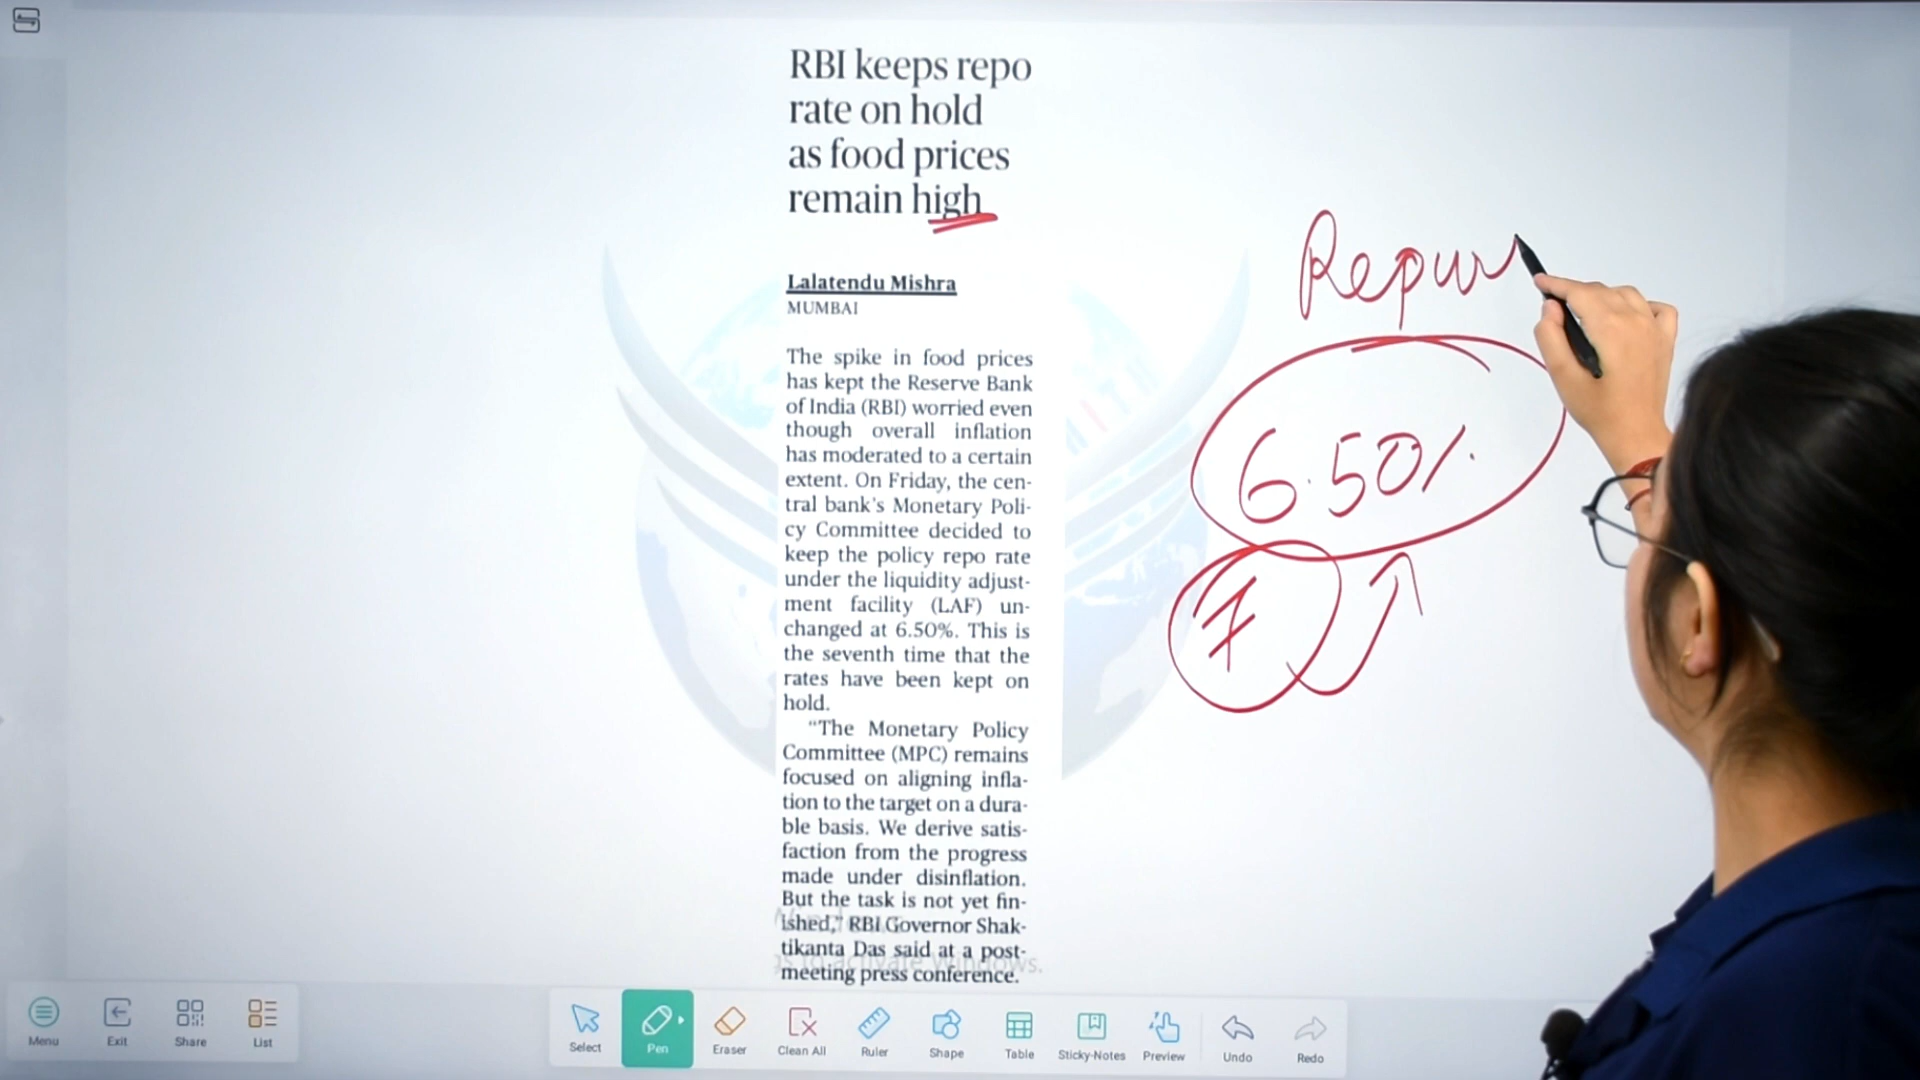 RBI keeps repo
rate on hold
as food prices
remain high
Lalatendu Mishra
MUMBAI
The spike in food prices
has kept the Reserve Bank
of India (RBI) worried even
though overall inflation
has moderated to a certain
extent. On Friday, the cen-
tral bank's Monetary Poli-
cy Committee decided to
keep the policy repo rate
under the liquidity adjust-
ment facility (LAF) un-
changed at 6.50%. This is
the seventh time that the
rates have been kept on
hold.
"The Monetary Policy
Committee (MPC) remains
focused on aligning infla-
tion to the target on a dura-
ble basis. We derive satis-
faction from the progress
made under disinflation.
But the task is not yet fin-
ished," RBI Governor Shak-
tikanta Das said at a post-
meeting press conference.
Repur
6.50%
₹
Menu Exit Share List
Select Pen Eraser Clean All Ruler Shape Table Sticky-Notes Preview Undo Redo